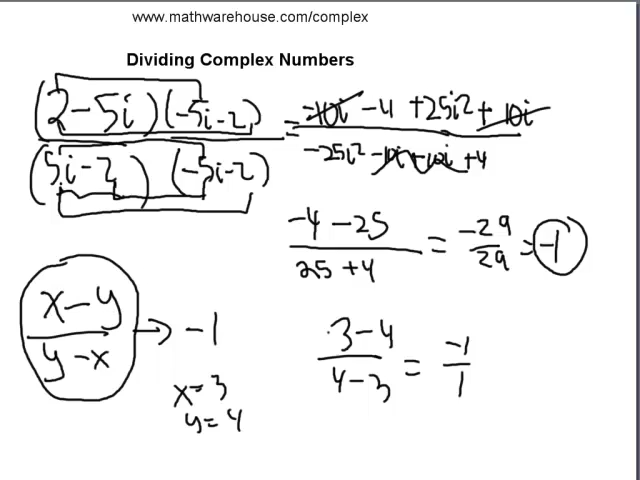 www.mathwarehouse.com/complex
Dividing Complex Numbers
(2-5i)(-5i-2) / (5i-2)(-5i-2) = -10i -4 +25i² +10i / -25i² -10i +10i +4
-4-25 / 25+4 = -29/29 = -1
x-y / y-x → -1
x=3
y=4
3-4 / 4-3 = -1/1